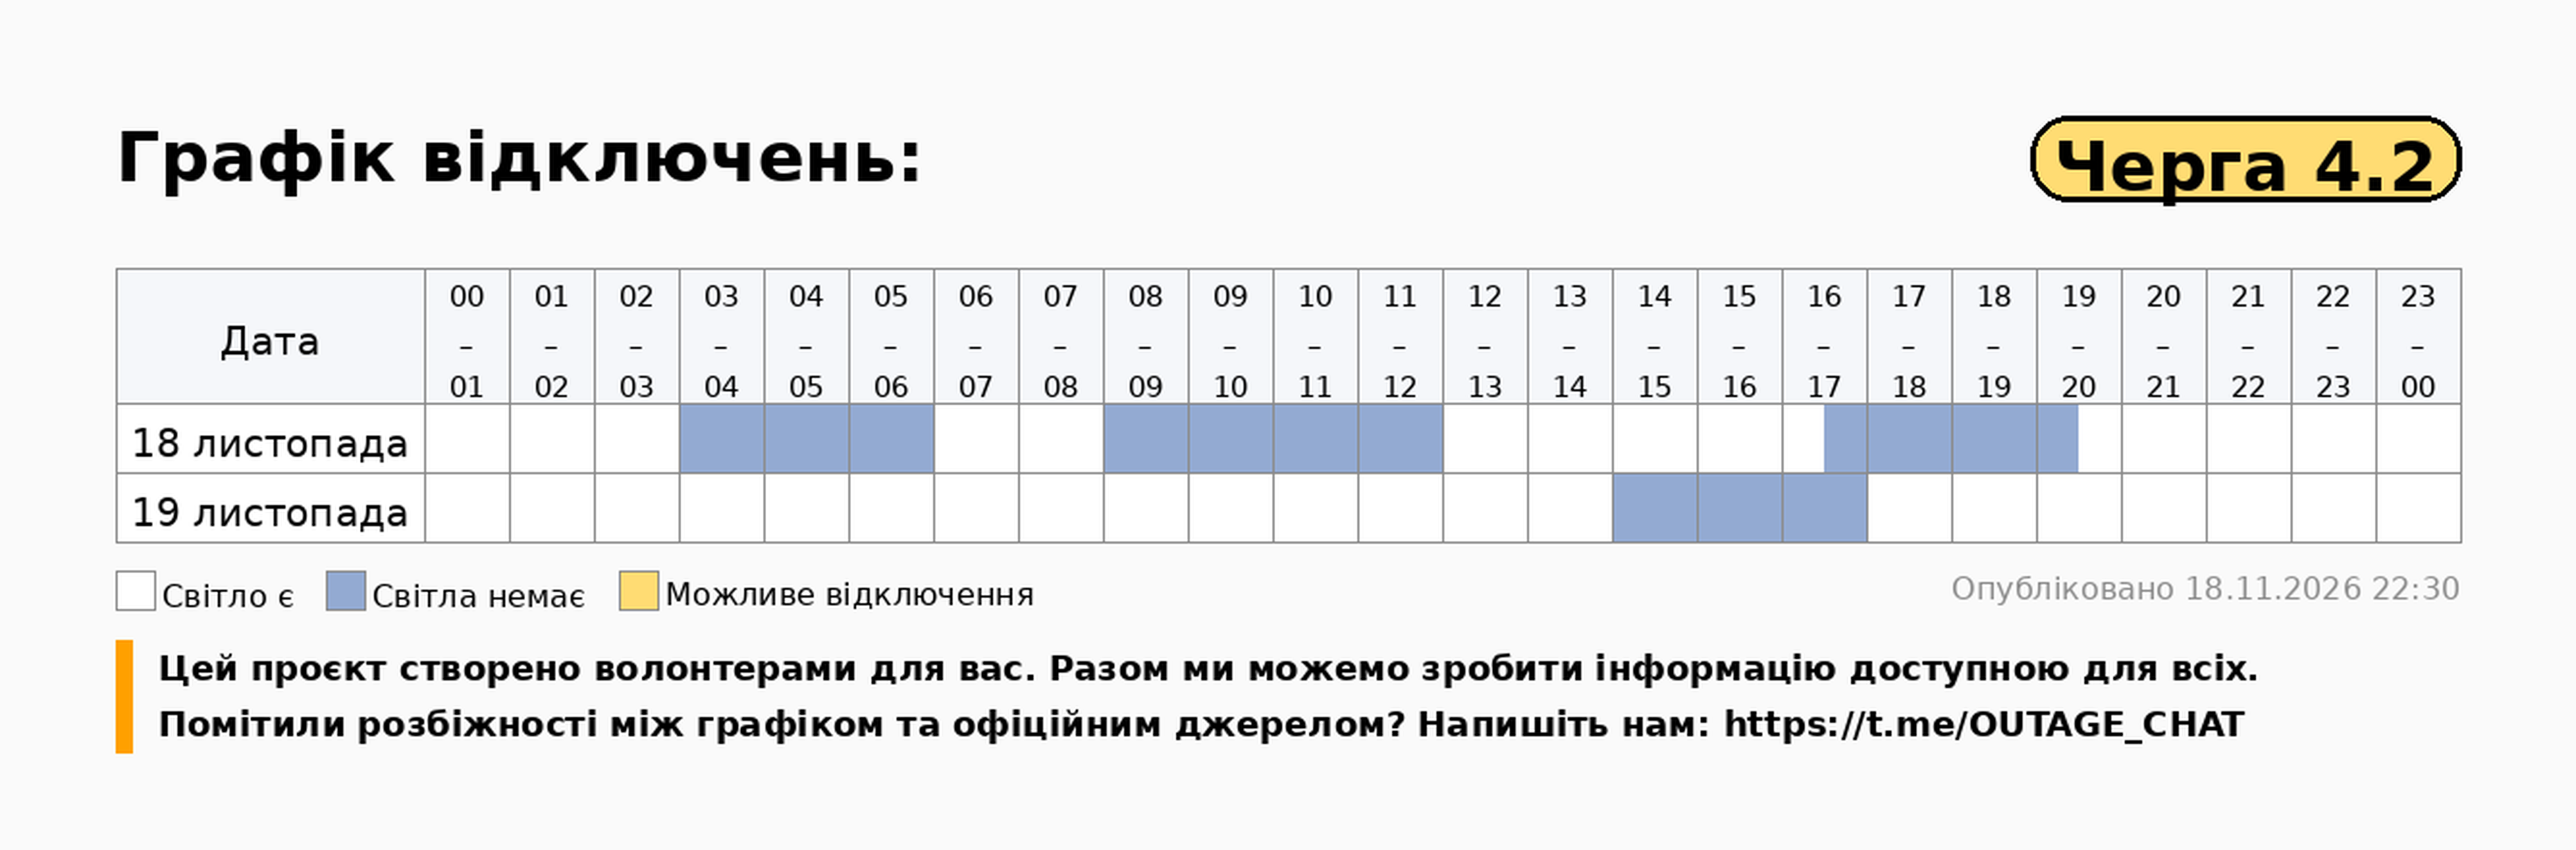 Графік відключень:
Черга 4.2
Дата 00 – 01 01 – 02 02 – 03 03 – 04 04 – 05 05 – 06 06 – 07 07 – 08 08 – 09 09 – 10 10 – 11 11 – 12 12 – 13 13 – 14 14 – 15 15 – 16 16 – 17 17 – 18 18 – 19 19 – 20 20 – 21 21 – 22 22 – 23 23 – 00
18 листопада
19 листопада
Світло є Світла немає Можливе відключення
Опубліковано 18.11.2026 22:30
Цей проєкт створено волонтерами для вас. Разом ми можемо зробити інформацію доступною для всіх.
Помітили розбіжності між графіком та офіційним джерелом? Напишіть нам: https://t.me/OUTAGE_CHAT